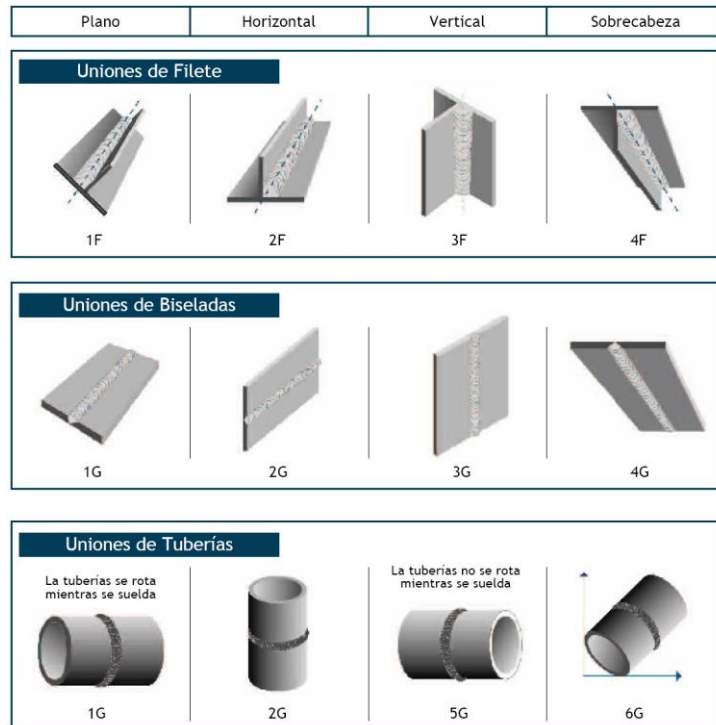 Plano Horizontal Vertical Sobrecabeza
Uniones de Filete
1F 2F 3F 4F
Uniones de Biseladas
1G 2G 3G 4G
Uniones de Tuberías
La tuberías se rota
mientras se suelda
La tuberías no se rota
mientras se suelda
1G 2G 5G 6G